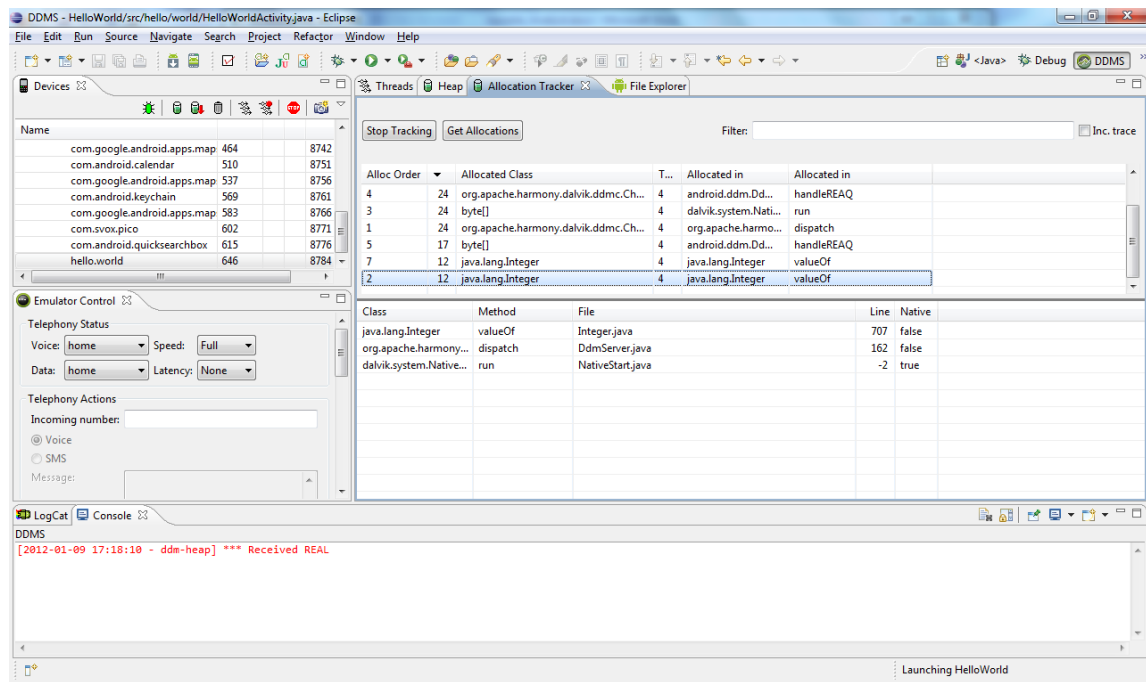 DDMS - HelloWorld/src/hello/world/HelloWorldActivity.java - Eclipse
File Edit Run Source Navigate Search Project Refactor Window Help
<Java> Debug DDMS
Devices
Name
com.google.android.apps.map 464 8742
com.android.calendar 510 8751
com.google.android.apps.map 537 8756
com.android.keychain 569 8761
com.google.android.apps.map 583 8766
com.svox.pico 602 8771
com.android.quicksearchbox 615 8776
hello.world 646 8784
Emulator Control
Telephony Status
Voice: home Speed: Full
Data: home Latency: None
Telephony Actions
Incoming number:
Voice
SMS
Message:
Threads Heap Allocation Tracker File Explorer
Stop Tracking Get Allocations Filter: Inc. trace
Alloc Order Allocated Class T... Allocated in Allocated in
4 24 org.apache.harmony.dalvik.ddmc.Ch... 4 android.ddm.Dd... handleREAQ
3 24 byte[] 4 dalvik.system.Nati... run
1 24 org.apache.harmony.dalvik.ddmc.Ch... 4 org.apache.harmo... dispatch
5 17 byte[] 4 android.ddm.Dd... handleREAQ
7 12 java.lang.Integer 4 java.lang.Integer valueOf
2 12 java.lang.Integer 4 java.lang.Integer valueOf
Class Method File Line Native
java.lang.Integer valueOf Integer.java 707 false
org.apache.harmony... dispatch DdmServer.java 162 false
dalvik.system.Native... run NativeStart.java -2 true
LogCat Console
DDMS
[2012-01-09 17:18:10 - ddm-heap] *** Received REAL
Launching HelloWorld